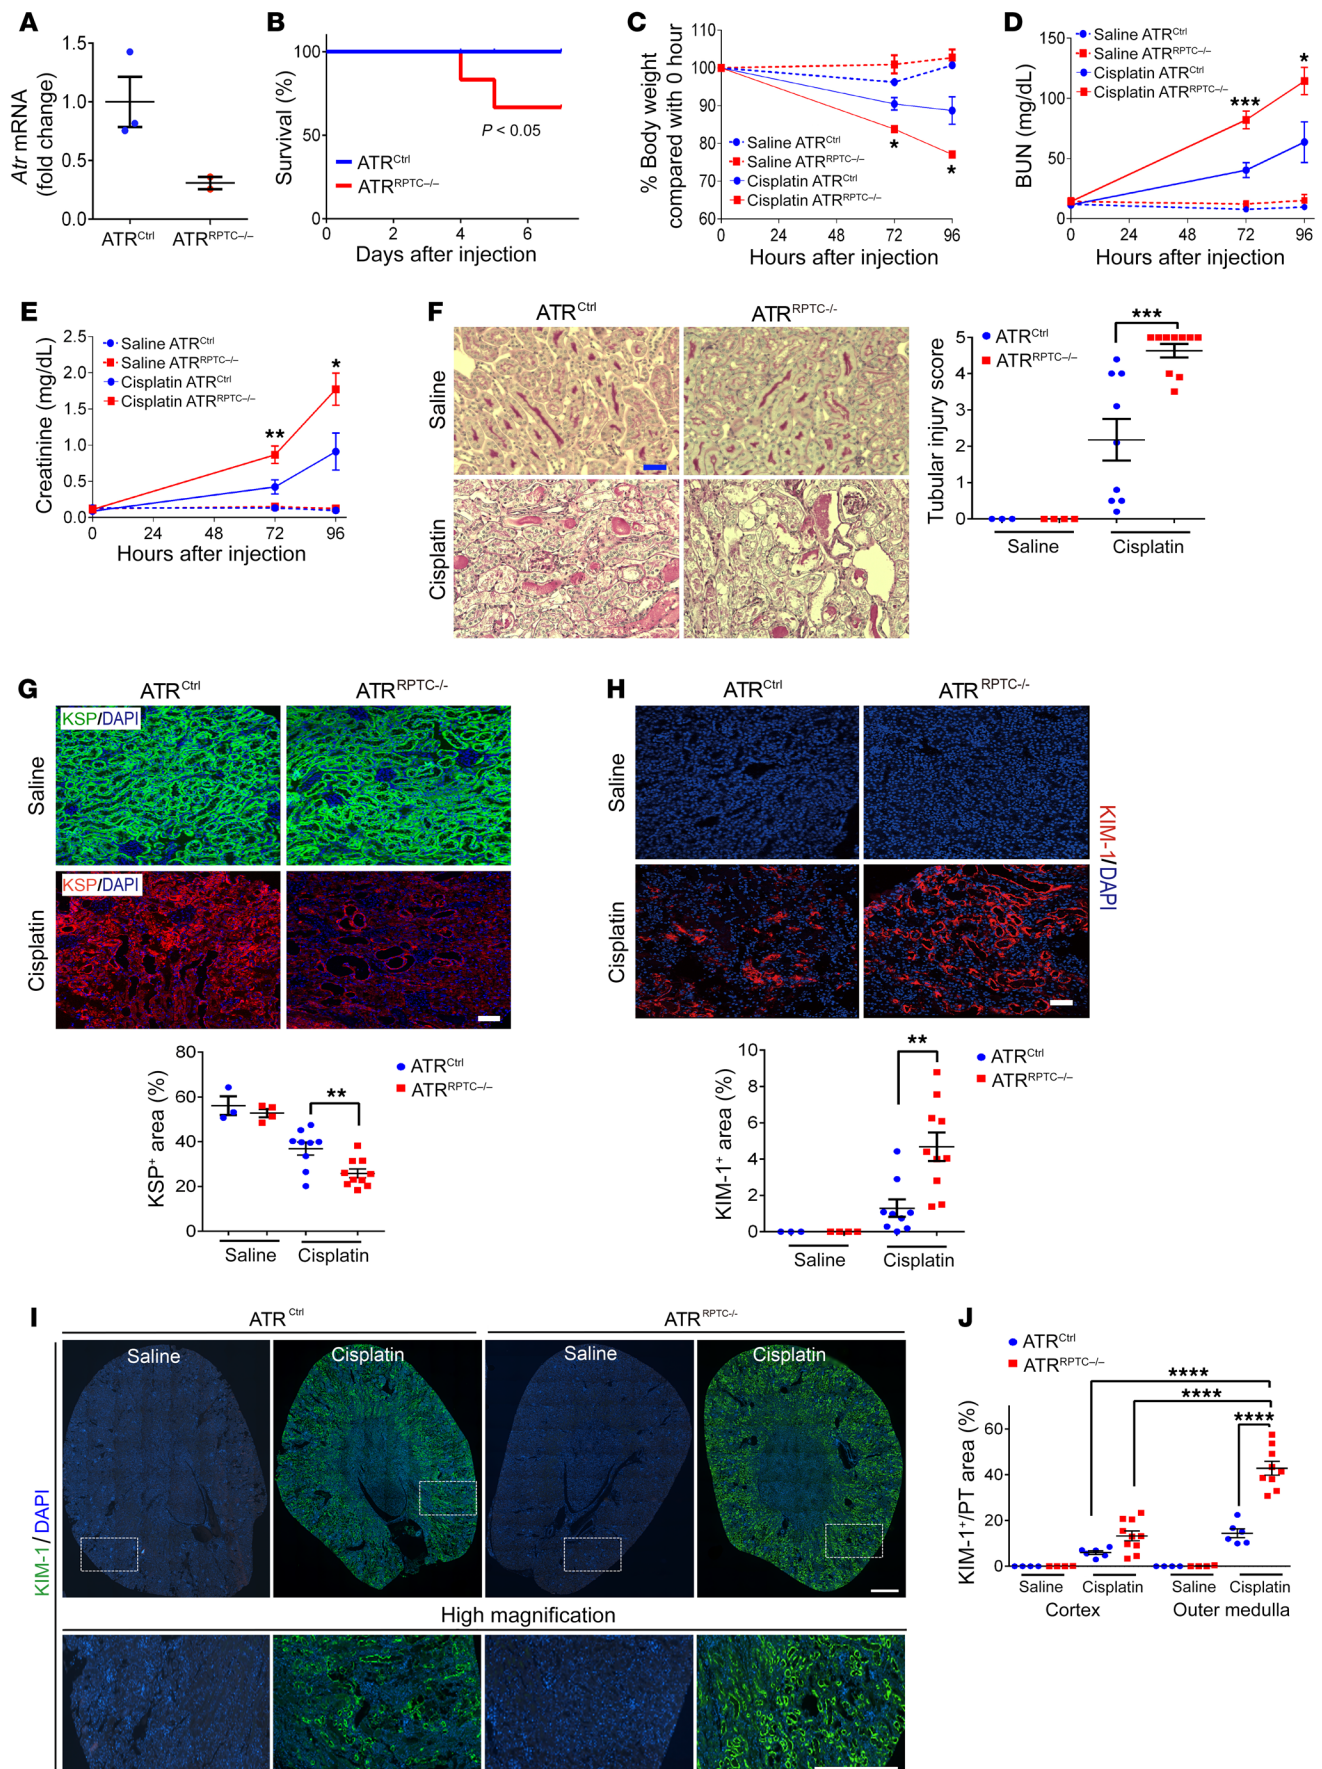 A
Atr mRNA
(fold change)
1.5
1.0
0.5
0.0
ATR^Ctrl
ATR^RPTC–/–
B
Survival (%)
100
50
0
P < 0.05
ATR^Ctrl
ATR^RPTC–/–
0 2 4 6
Days after injection
C
% Body weight
compared with 0 hour
110
100
90
80
70
60
Saline ATR^Ctrl
Saline ATR^RPTC–/–
Cisplatin ATR^Ctrl
Cisplatin ATR^RPTC–/–
*
*
0 24 48 72 96
Hours after injection
D
BUN (mg/dL)
150
100
50
0
Saline ATR^Ctrl
Saline ATR^RPTC–/–
Cisplatin ATR^Ctrl
Cisplatin ATR^RPTC–/–
***
*
0 24 48 72 96
Hours after injection
E
Creatinine (mg/dL)
2.5
2.0
1.5
1.0
0.5
0.0
Saline ATR^Ctrl
Saline ATR^RPTC–/–
Cisplatin ATR^Ctrl
Cisplatin ATR^RPTC–/–
**
*
0 24 48 72 96
Hours after injection
F
ATR^Ctrl
ATR^RPTC-/-
Saline
Cisplatin
Tubular injury score
5
4
3
2
1
0
ATR^Ctrl
ATR^RPTC–/–
***
Saline
Cisplatin
G
ATR^Ctrl
ATR^RPTC-/-
KSP/DAPI
Saline
KSP/DAPI
Cisplatin
KSP⁺ area (%)
80
60
40
20
0
**
ATR^Ctrl
ATR^RPTC–/–
Saline
Cisplatin
H
ATR^Ctrl
ATR^RPTC-/-
Saline
Cisplatin
KIM-1/DAPI
KIM-1⁺ area (%)
10
8
6
4
2
0
**
ATR^Ctrl
ATR^RPTC–/–
Saline
Cisplatin
I
ATR^Ctrl
ATR^RPTC-/-
Saline
Cisplatin
Saline
Cisplatin
KIM-1/DAPI
High magnification
J
ATR^Ctrl
ATR^RPTC–/–
KIM-1⁺/PT area (%)
60
40
20
0
****
****
****
Saline
Cisplatin
Saline
Cisplatin
Cortex
Outer medulla